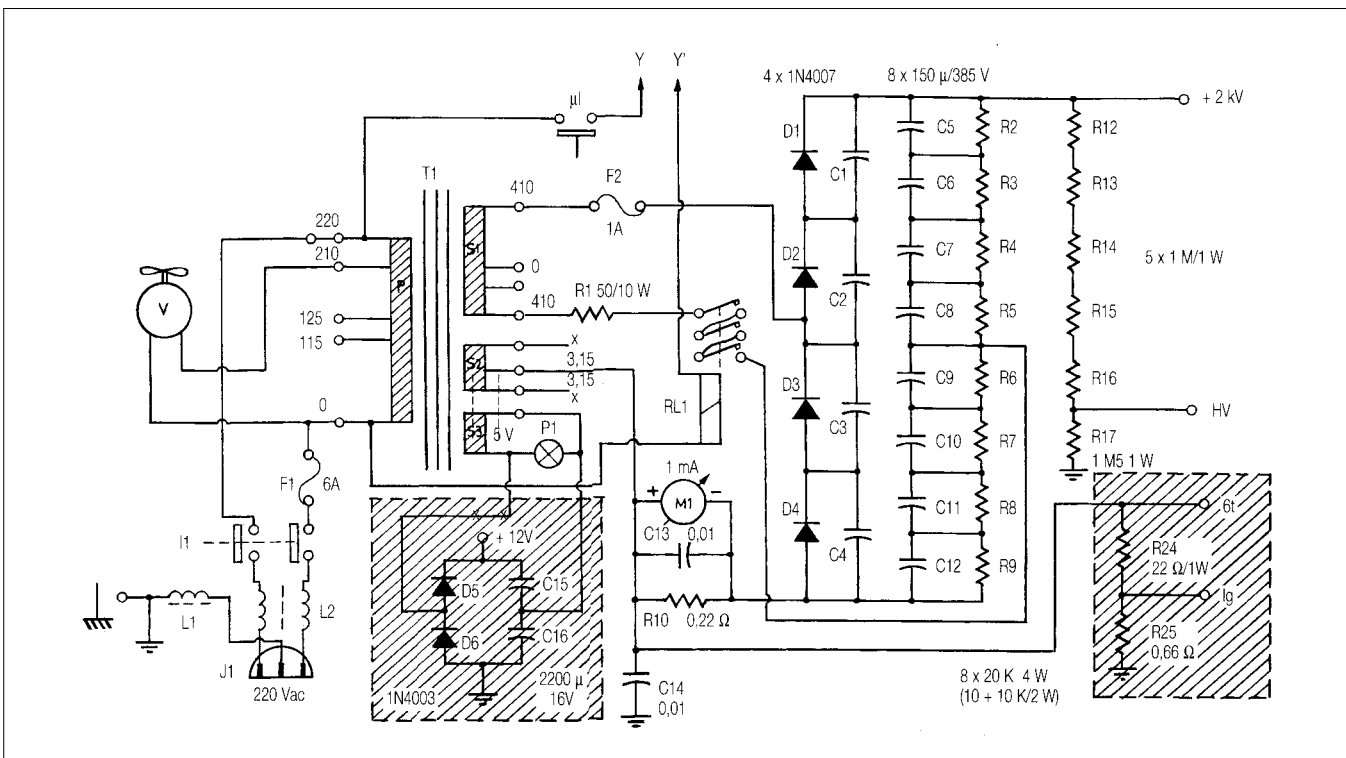 Y Y'
4 x 1N4007 8 x 150 µ/385 V
µl
+ 2 kV
D1 C1 C5 R2 R12
T1 410 F2
1A
C6 R3 R13
220
210
S1
D2 C2 C7 R4 R14
5 x 1 M/1 W
V
P
0
410 R1 50/10 W
C8 R5 R15
125
115
x
S2 3,15
3,15
x
C9 R6 R16
D3 C3
RL1
HV
0
S3 5 V P1
C10 R7 R17
1 M5 1 W
F1 6A
1 mA
+ M1 -
C13 0,01
D4 C4 C11 R8
6t
I1
+ 12V
C12 R9
R24
22 Ω/1W
D5 C15
R10 0,22 Ω
Ig
L1 L2
D6 C16
R25
0,66 Ω
J1
220 Vac
1N4003
2200 µ
16V
C14
0,01
8 x 20 K 4 W
(10 + 10 K/2 W)